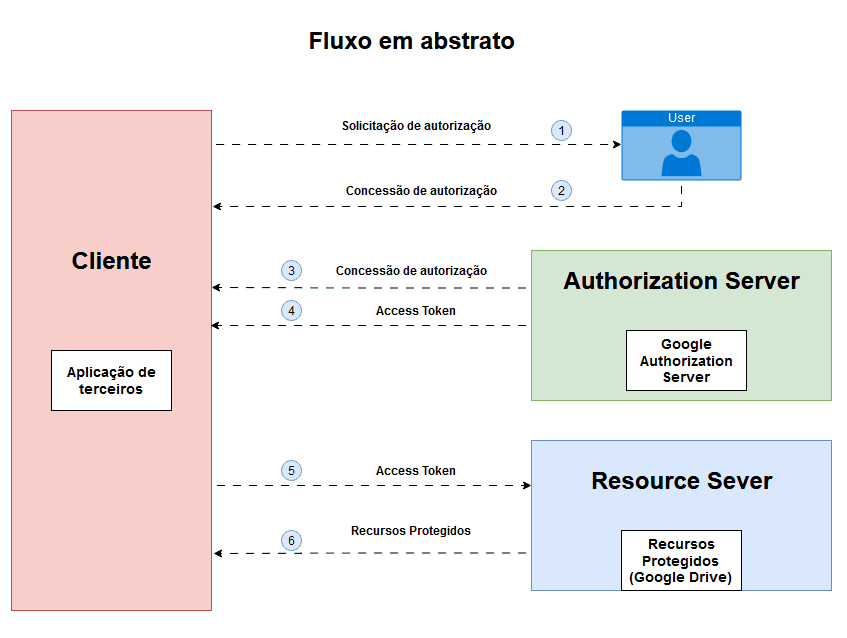 Fluxo em abstrato
Solicitação de autorização
1
User
Concessão de autorização
2
Cliente
3
Concessão de autorização
Authorization Server
4
Access Token
Google
Authorization
Server
Aplicação de
terceiros
5
Access Token
Resource Sever
6
Recursos Protegidos
Recursos
Protegidos
(Google Drive)